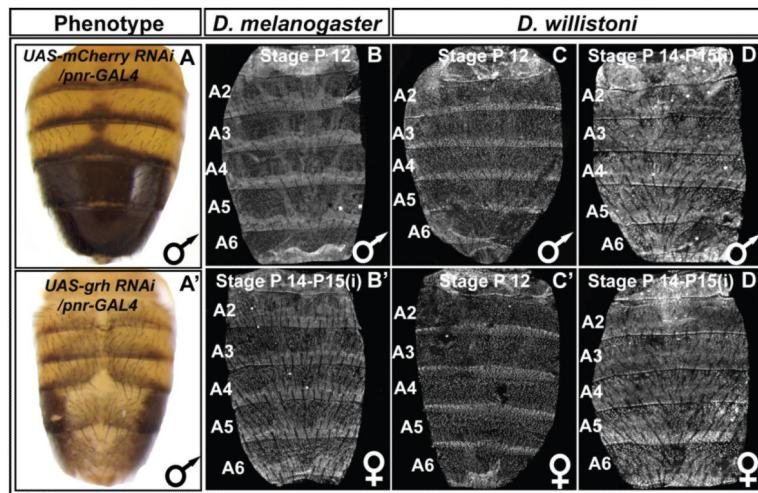 Phenotype
D. melanogaster
D. willistoni
UAS-mCherry RNAi
/pnr-GAL4
A
Stage P 12
B
A2
A3
A4
A5
A6
♂
Stage P 12
C
A2
A3
A4
A5
A6
♂
Stage P 14-P15(i)
D
A2
A3
A4
A5
A6
♂
♂
UAS-grh RNAi
/pnr-GAL4
A'
♂
Stage P 14-P15(i)
B'
A2
A3
A4
A5
A6
♀
Stage P 12
C'
A2
A3
A4
A5
A6
♀
Stage P 14-P15(i)
D
A2
A3
A4
A5
A6
♀